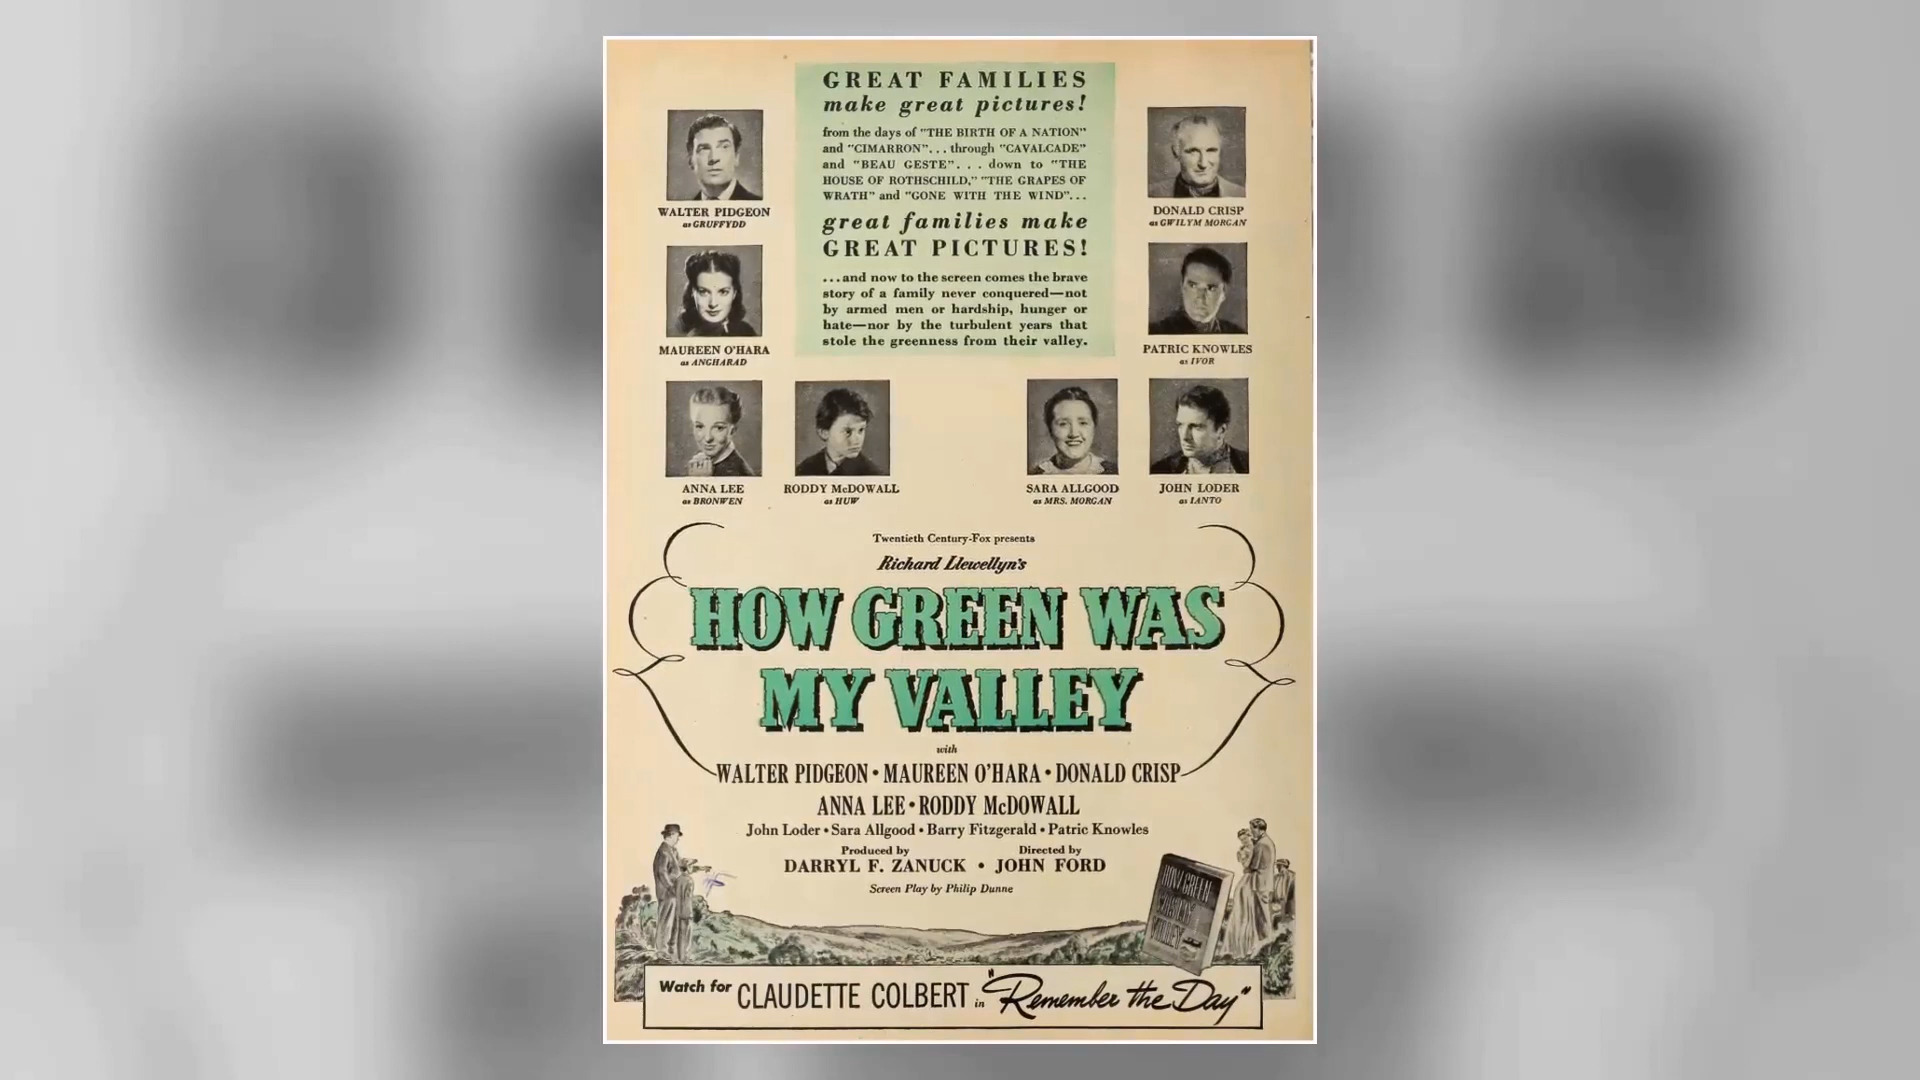 GREAT FAMILIES
make great pictures!
from the days of "THE BIRTH OF A NATION"
and "CIMARRON"... through "CAVALCADE"
and "BEAU GESTE"... down to "THE
HOUSE OF ROTHSCHILD," "THE GRAPES OF
WRATH" and "GONE WITH THE WIND"...
great families make
GREAT PICTURES!
...and now to the screen comes the brave
story of a family never conquered—not
by armed men or hardship, hunger or
hate—nor by the turbulent years that
stole the greenness from their valley.
WALTER PIDGEON
as GRUFFYDD
DONALD CRISP
as GWILYM MORGAN
MAUREEN O'HARA
as ANGHARAD
PATRIC KNOWLES
as IVOR
ANNA LEE
as BRONWEN
RODDY McDOWALL
as HUW
SARA ALLGOOD
as MRS. MORGAN
JOHN LODER
as IANTO
Twentieth Century-Fox presents
Richard Llewellyn's
HOW GREEN WAS
MY VALLEY
with
WALTER PIDGEON • MAUREEN O'HARA • DONALD CRISP
ANNA LEE • RODDY McDOWALL
John Loder • Sara Allgood • Barry Fitzgerald • Patric Knowles
Produced by Directed by
DARRYL F. ZANUCK • JOHN FORD
Screen Play by Philip Dunne
HOW GREEN
WAS MY
VALLEY
Watch for CLAUDETTE COLBERT in "Remember the Day"